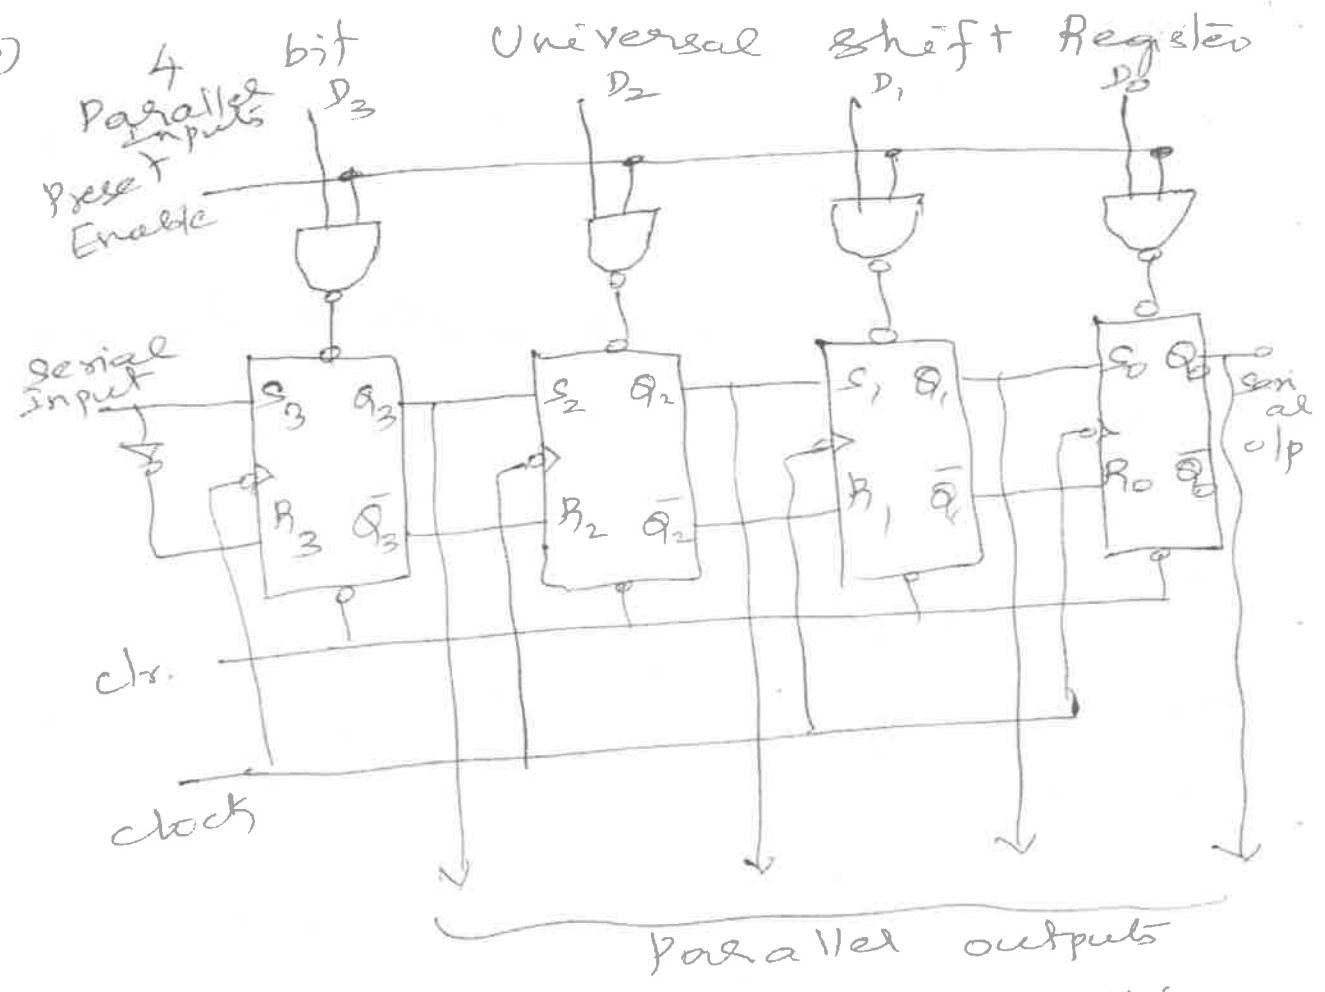 4 bit Universal Shift Register
Parallel Inputs
D3 D2 D1 D0
Preset Enable
Serial Input
S3 Q3 S2 Q2 S1 Q1 S0 Q0
Serial o/p
R3 Q̅3 R2 Q̅2 R1 Q̅1 R0 Q̅0
clr.
clock
Parallel outputs